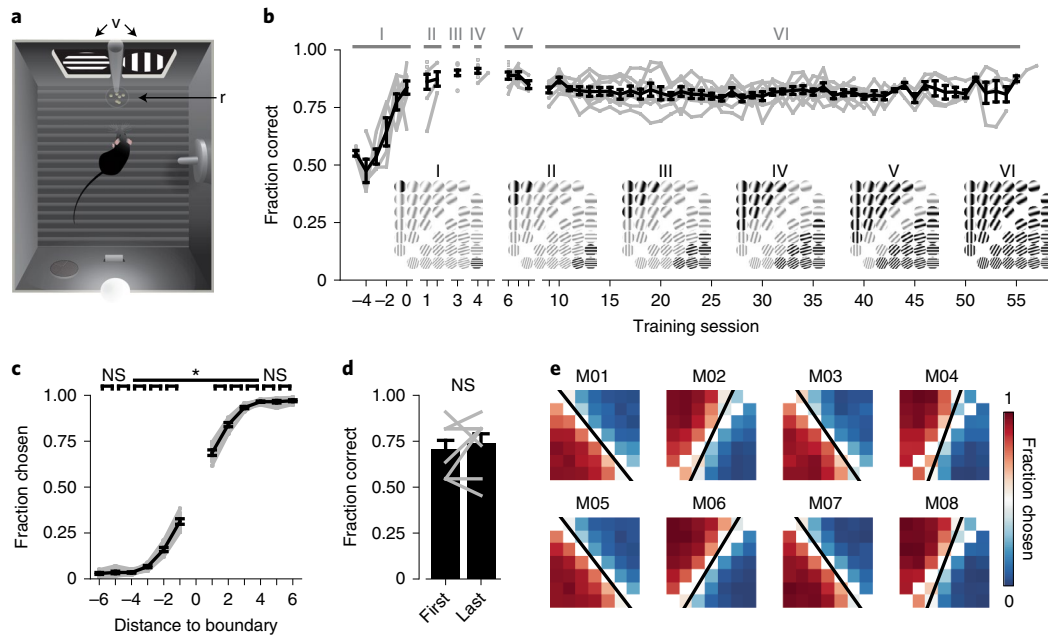 a
v
r
b
I II III IV V VI
1.00
0.75
0.50
0.25
0
Fraction correct
I II III IV V VI
−4 −2 0 1 3 4 6 10 15 20 25 30 35 40 45 50 55
Training session
c
NS * NS
1.00
0.75
0.50
0.25
0
Fraction chosen
−6 −4 −2 0 2 4 6
Distance to boundary
d
NS
1.00
0.75
0.50
0.25
0
Fraction correct
First Last
e
M01 M02 M03 M04
M05 M06 M07 M08
1
0
Fraction chosen